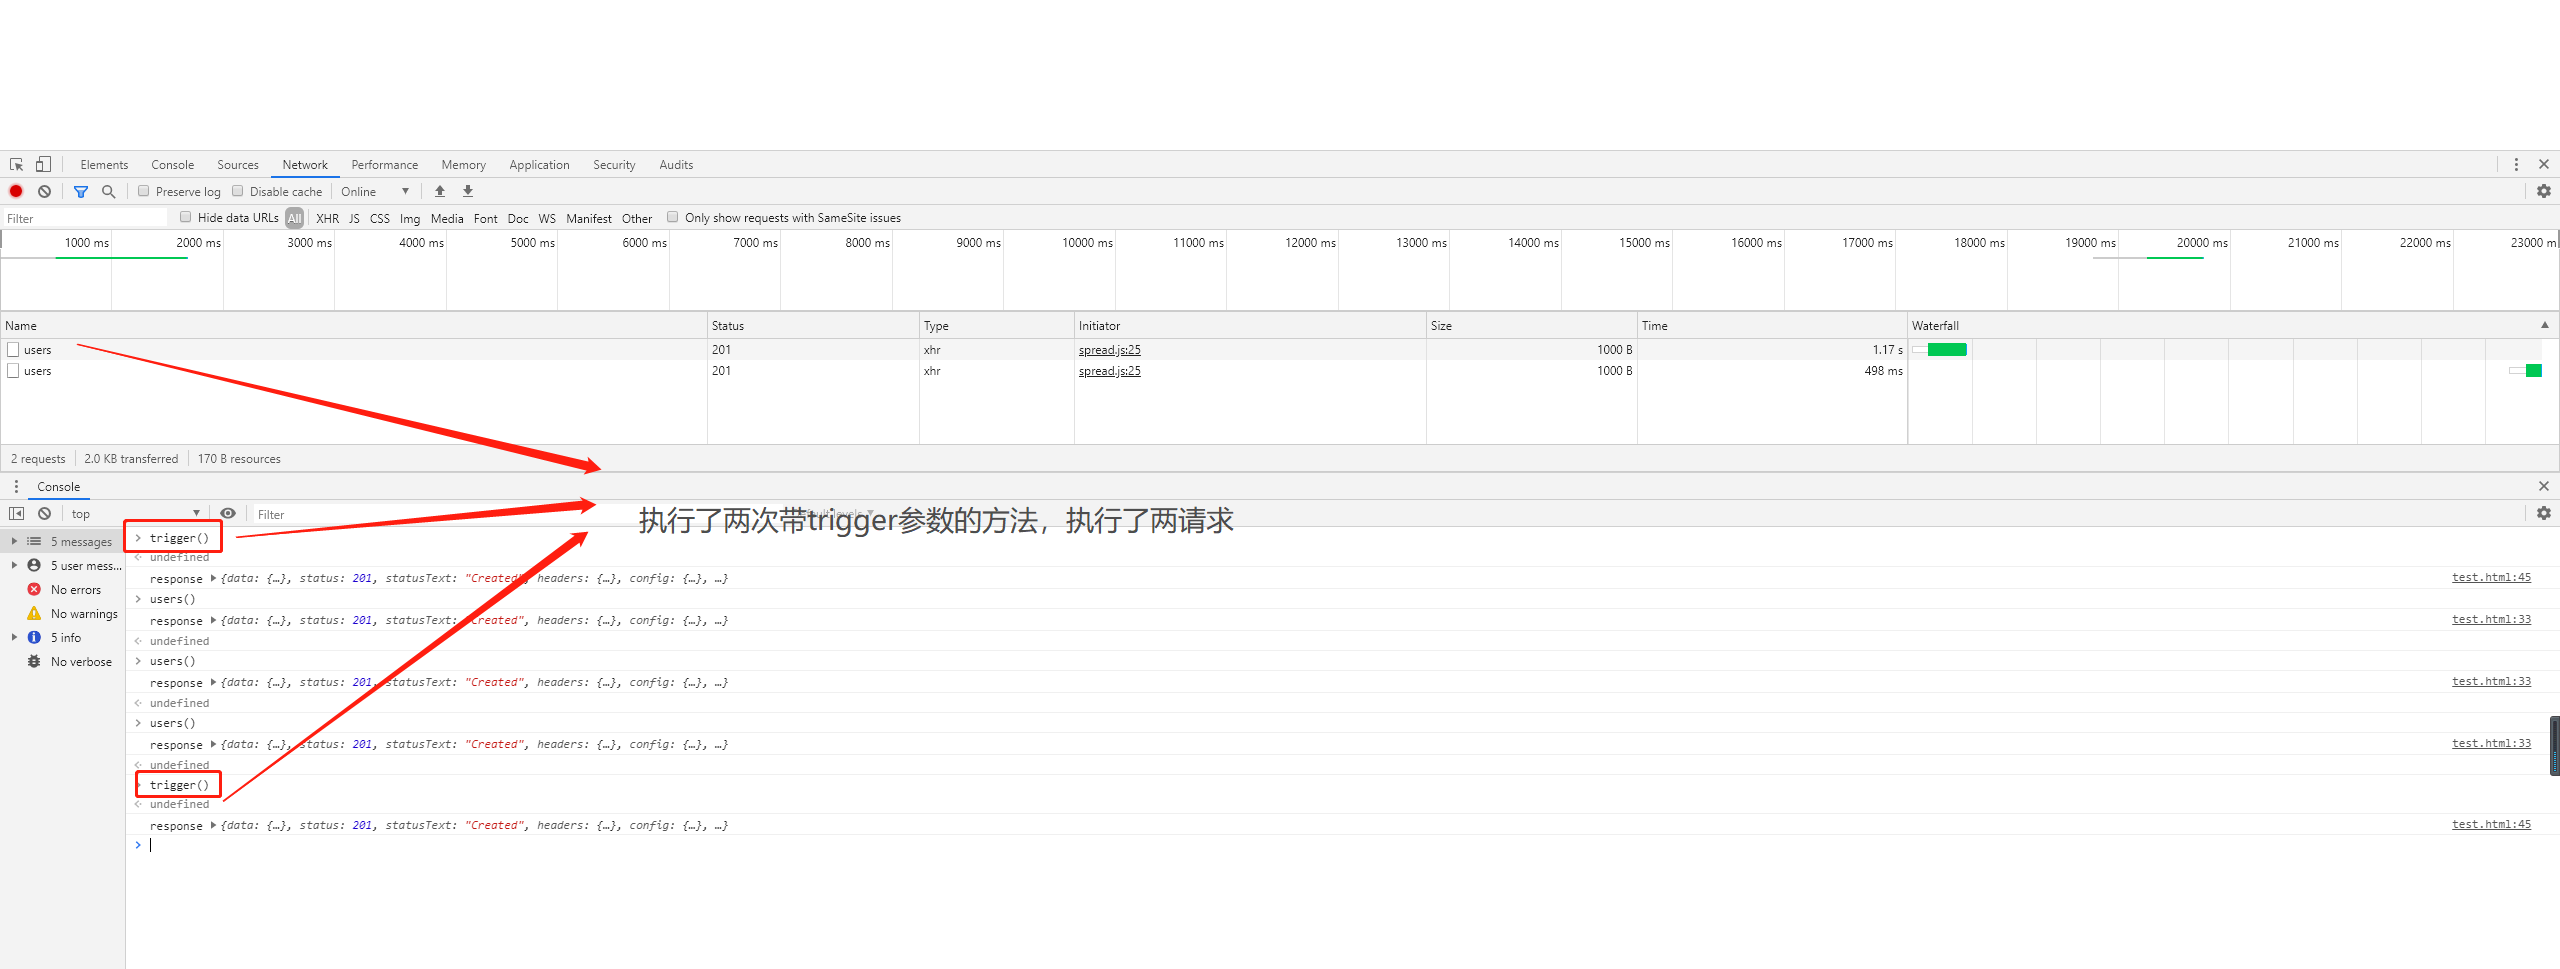 Elements Console Sources Network Performance Memory Application Security Audits
Preserve log Disable cache Online
Filter Hide data URLs All XHR JS CSS Img Media Font Doc WS Manifest Other Only show requests with SameSite issues
1000 ms 2000 ms 3000 ms 4000 ms 5000 ms 6000 ms 7000 ms 8000 ms 9000 ms 10000 ms 11000 ms 12000 ms 13000 ms 14000 ms 15000 ms 16000 ms 17000 ms 18000 ms 19000 ms 20000 ms 21000 ms 22000 ms 23000 m
Name Status Type Initiator Size Time Waterfall
users 201 xhr spread.js:25 1000 B 1.17 s
users 201 xhr spread.js:25 1000 B 498 ms
2 requests 2.0 KB transferred 170 B resources
Console
top Filter
执行了两次带trigger参数的方法，执行了两请求
5 messages
5 user mess...
No errors
No warnings
5 info
No verbose
> trigger()
undefined
response {data: {…}, status: 201, statusText: "Created", headers: {…}, config: {…}, …} test.html:45
> users()
response {data: {…}, status: 201, statusText: "Created", headers: {…}, config: {…}, …} test.html:33
undefined
> users()
response {data: {…}, status: 201, statusText: "Created", headers: {…}, config: {…}, …} test.html:33
undefined
> users()
response {data: {…}, status: 201, statusText: "Created", headers: {…}, config: {…}, …} test.html:33
undefined
> trigger()
undefined
response {data: {…}, status: 201, statusText: "Created", headers: {…}, config: {…}, …} test.html:45
>